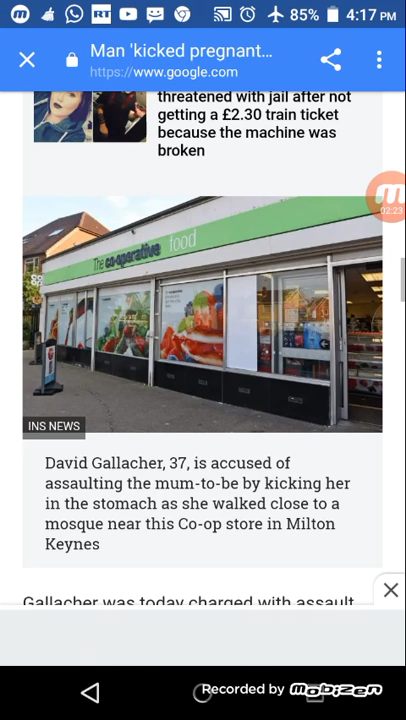 85% 4:17 PM
Man 'kicked pregnant...
https://www.google.com
threatened with jail after not
getting a £2.30 train ticket
because the machine was
broken
02:23
The co-operative food
INS NEWS
David Gallacher, 37, is accused of
assaulting the mum-to-be by kicking her
in the stomach as she walked close to a
mosque near this Co-op store in Milton
Keynes
Gallacher was today charged with assault
Recorded by mobizen